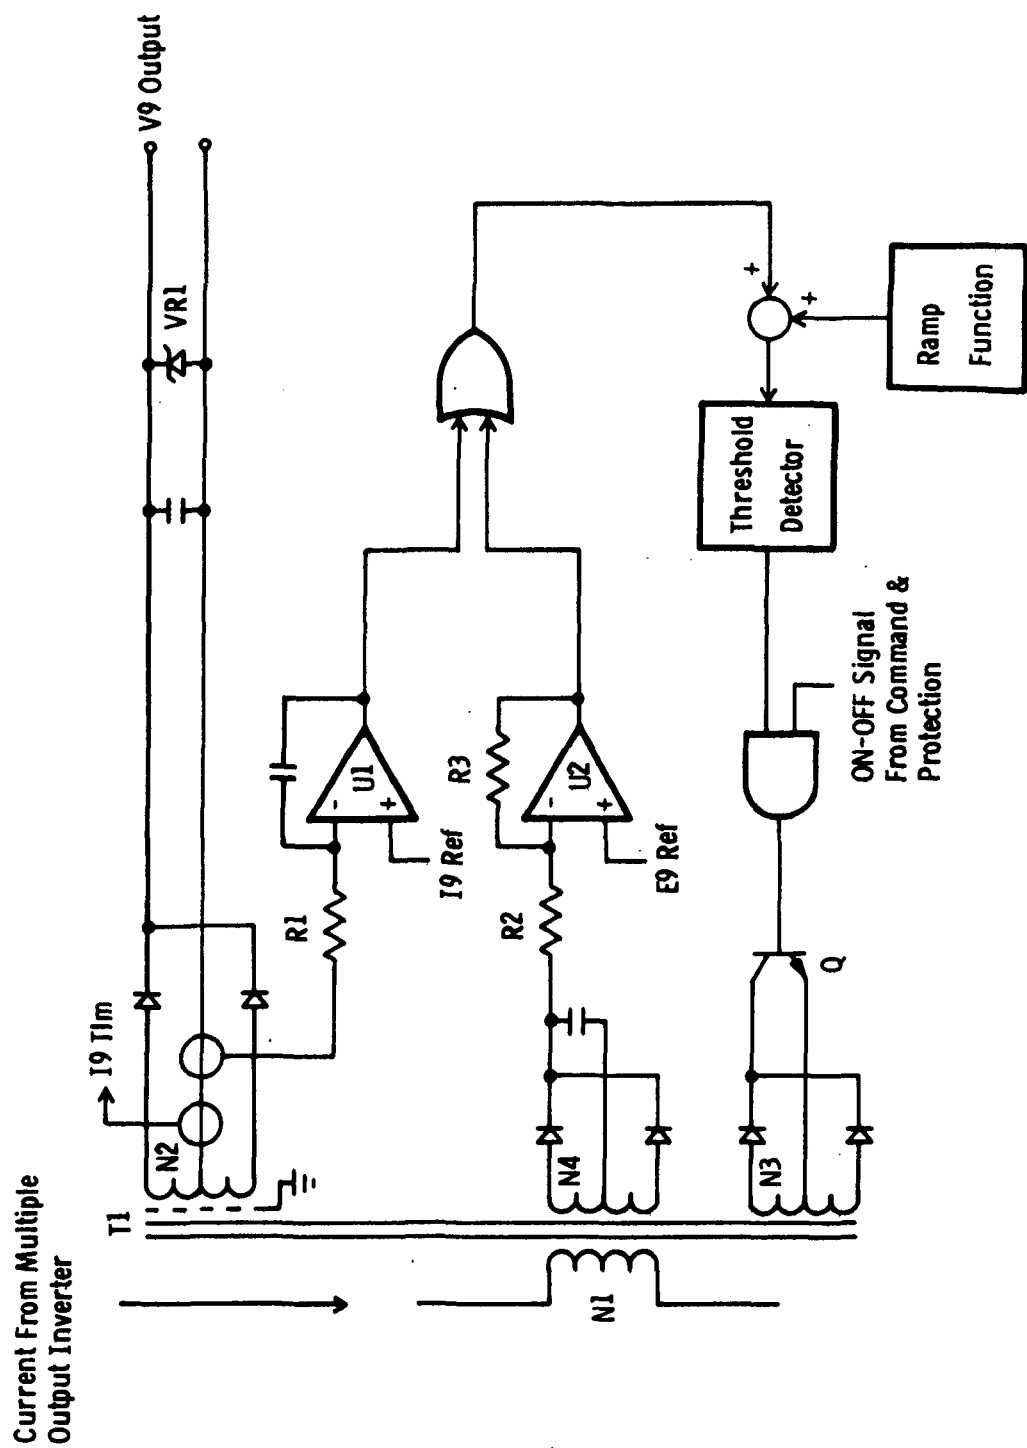 Current From Multiple
Output Inverter
T1
N2
I9 Tlm
VR1
V9 Output
R1
-
+
U1
I9 Ref
N1
N4
R2
R3
-
+
U2
E9 Ref
N3
Q
ON-OFF Signal
From Command &
Protection
Threshold
Detector
+
+
Ramp
Function